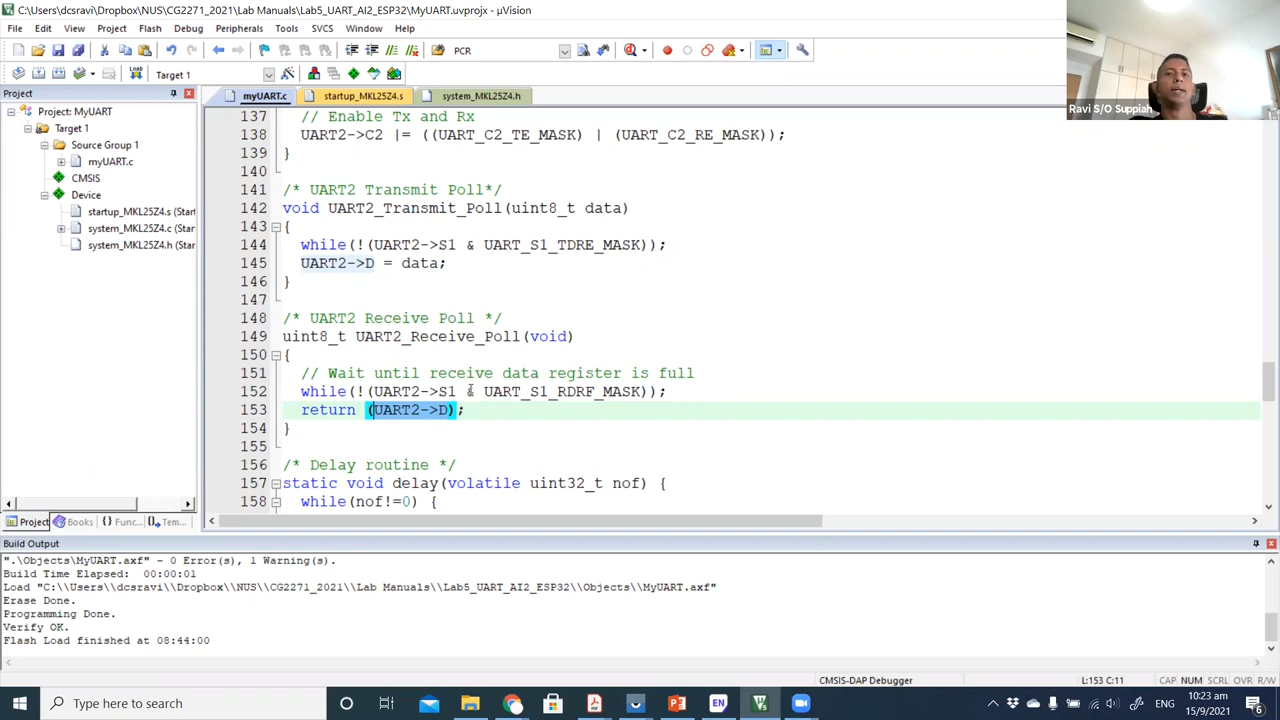 C:\Users\dcsravi\Dropbox\NUS\CG2271_2021\Lab Manuals\Lab5_UART_AI2_ESP32\MyUART.uvprojx - µVision
File Edit View Project Flash Debug Peripherals Tools SVCS Window Help
PCR
Target 1
Ravi S/O Suppiah
Project
myUART.c startup_MKL25Z4.s system_MKL25Z4.h
Project: MyUART
Target 1
Source Group 1
myUART.c
CMSIS
Device
startup_MKL25Z4.s (Star
system_MKL25Z4.c (Star
system_MKL25Z4.h (Star
137 // Enable Tx and Rx
138 UART2->C2 |= ((UART_C2_TE_MASK) | (UART_C2_RE_MASK));
139 }
140
141 /* UART2 Transmit Poll*/
142 void UART2_Transmit_Poll(uint8_t data)
143 {
144 while(!(UART2->S1 & UART_S1_TDRE_MASK));
145 UART2->D = data;
146 }
147
148 /* UART2 Receive Poll */
149 uint8_t UART2_Receive_Poll(void)
150 {
151 // Wait until receive data register is full
152 while(!(UART2->S1 & UART_S1_RDRF_MASK));
153 return (UART2->D);
154 }
155
156 /* Delay routine */
157 static void delay(volatile uint32_t nof) {
158 while(nof!=0) {
Project Books {} Func... Tem...
Build Output
".\Objects\MyUART.axf" - 0 Error(s), 1 Warning(s).
Build Time Elapsed: 00:00:01
Load "C:\\Users\\dcsravi\\Dropbox\\NUS\\CG2271_2021\\Lab Manuals\\Lab5_UART_AI2_ESP32\\Objects\\MyUART.axf"
Erase Done.
Programming Done.
Verify OK.
Flash Load finished at 08:44:00
CMSIS-DAP Debugger L:153 C:11 CAP NUM SCRL OVR R/W
Type here to search
EN
ENG
10:23 am
15/9/2021
6